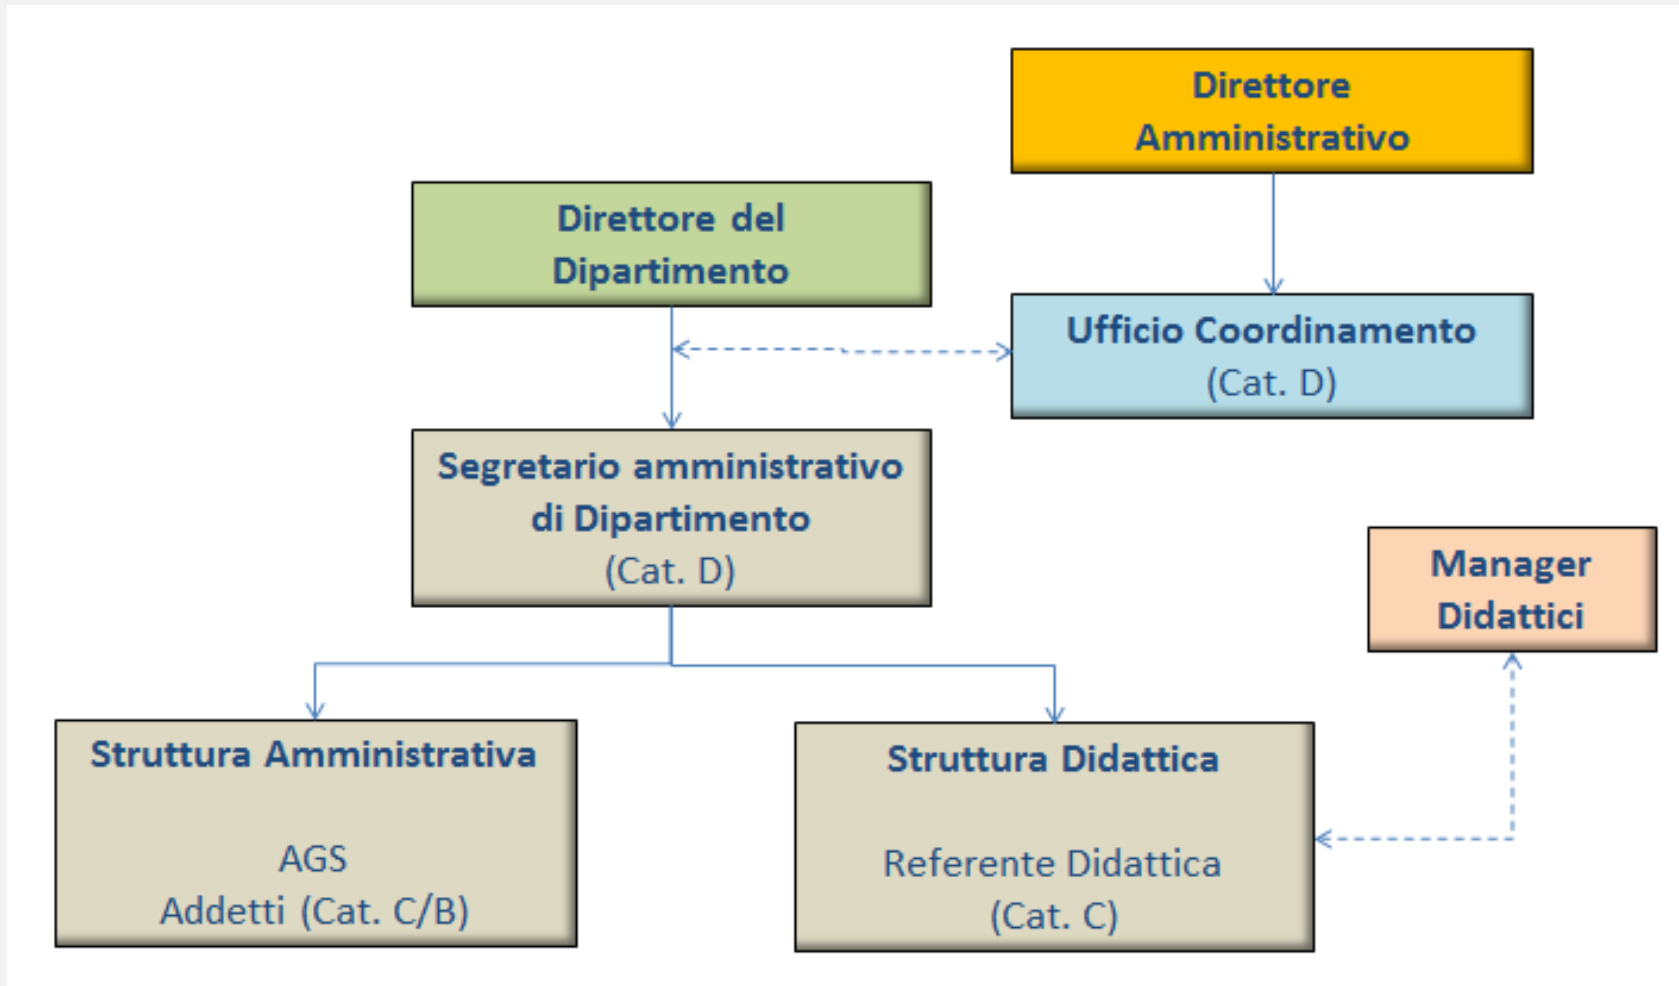 Direttore
Amministrativo
Direttore del
Dipartimento
Ufficio Coordinamento
(Cat. D)
Segretario amministrativo
di Dipartimento
(Cat. D)
Manager
Didattici
Struttura Amministrativa
AGS
Addetti (Cat. C/B)
Struttura Didattica
Referente Didattica
(Cat. C)